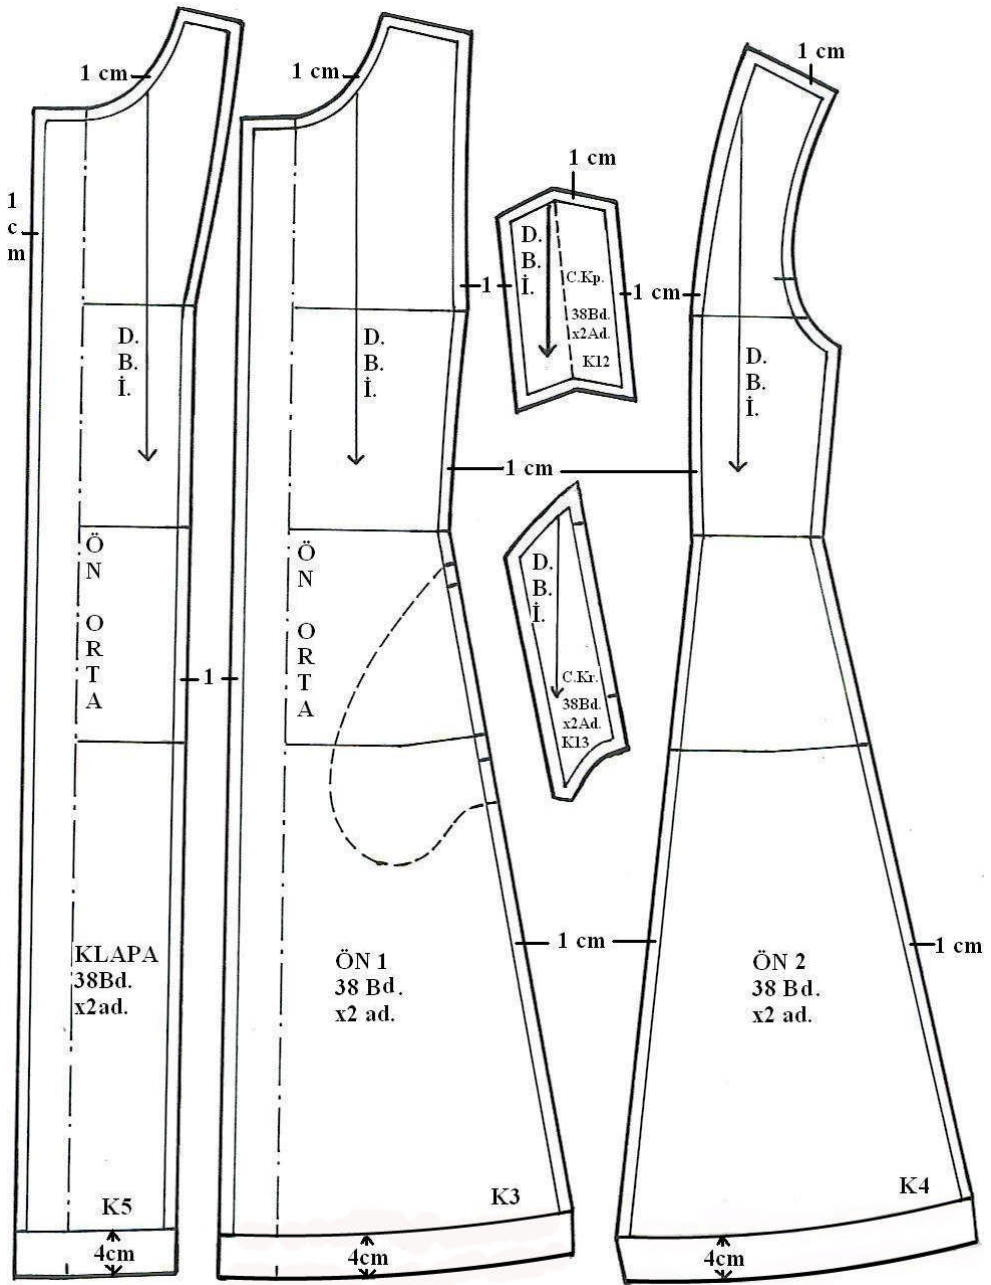 1 cm
1
c
m
D.
B.
İ.
Ö
N
O
R
T
A
KLAPA
38Bd.
x2ad.
K5
4cm
1 cm
D.
B.
İ.
Ö
N
O
R
T
A
1
ÖN 1
38 Bd.
x2 ad.
K3
4cm
1 cm
1
D.
B.
İ.
C.Kp.
38Bd.
x2Ad.
K12
1 cm
1 cm
D.
B.
İ.
C.Kr.
38Bd.
x2Ad.
K13
1 cm
1 cm
D.
B.
İ.
ÖN 2
38 Bd.
x2 ad.
1 cm
K4
4cm